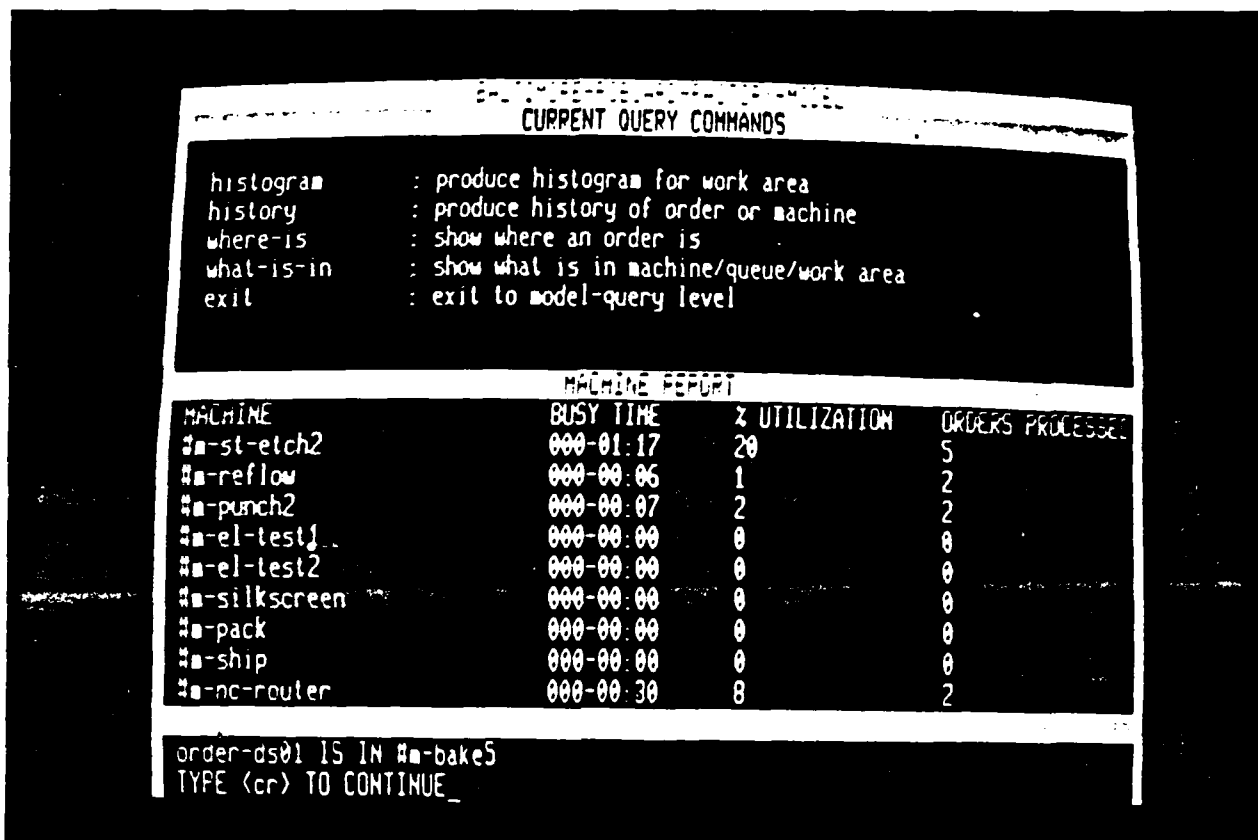 CURRENT QUERY COMMANDS
histogram : produce histogram for work area
history : produce history of order or machine
where-is : show where an order is
what-is-in : show what is in machine/queue/work area
exit : exit to model-query level
MACHINE REPORT
MACHINE BUSY TIME % UTILIZATION ORDERS PROCESSED
#m-st-etch2 000-01:17 20 5
#m-reflow 000-00:06 1 2
#m-punch2 000-00:07 2 2
#m-el-test1 000-00:00 0 0
#m-el-test2 000-00:00 0 0
#m-silkscreen 000-00:00 0 0
#m-pack 000-00:00 0 0
#m-ship 000-00:00 0 0
#m-nc-router 000-00:30 8 2
order-ds01 IS IN #m-bake5
TYPE <cr> TO CONTINUE_